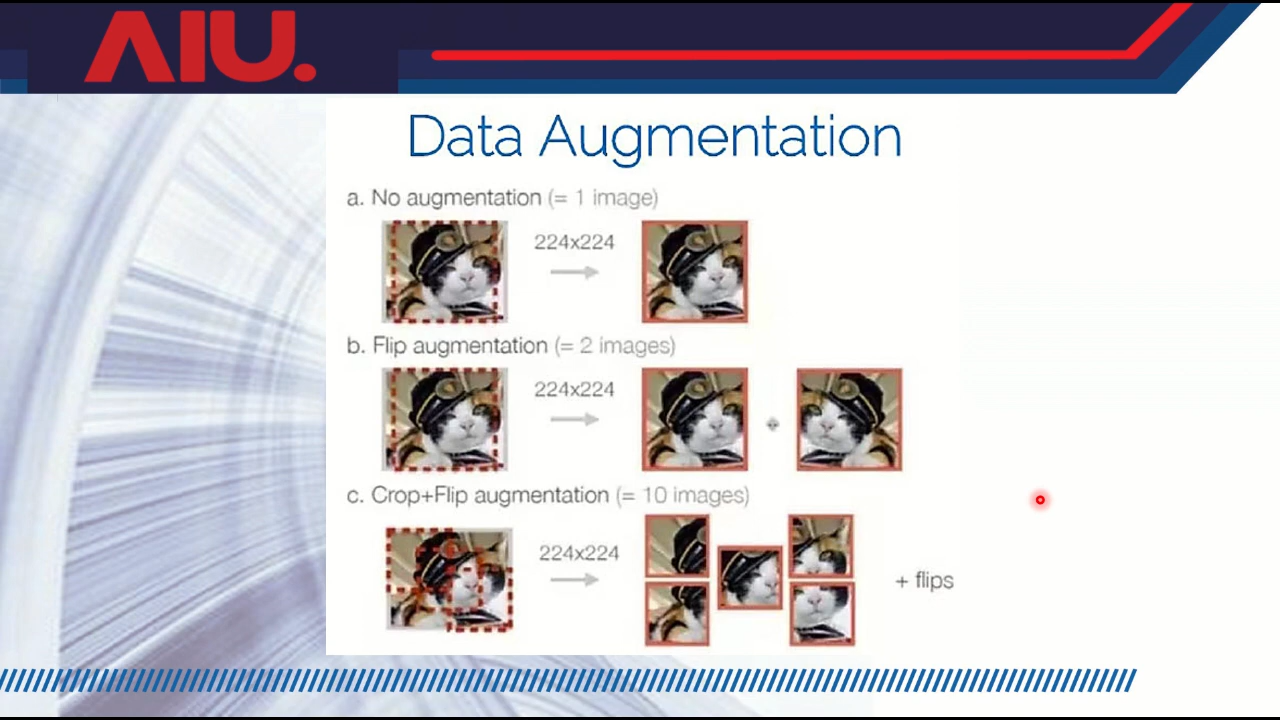 AIU.
Data Augmentation
a. No augmentation (= 1 image)
224x224
b. Flip augmentation (= 2 images)
224x224
c. Crop+Flip augmentation (= 10 images)
224x224
+ flips